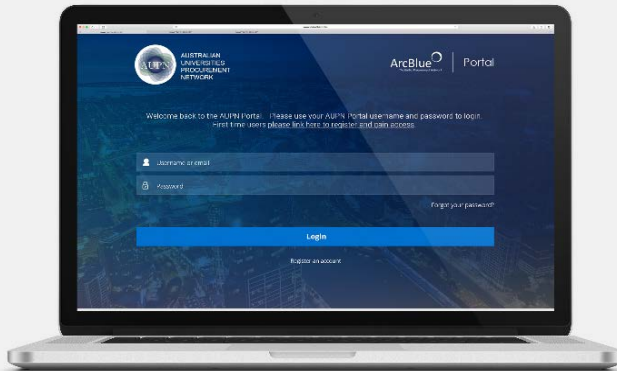 AUPN
AUSTRALIAN
UNIVERSITIES
PROCUREMENT
NETWORK
ArcBlue
Portal
Welcome back to the AUPN Portal. Please use your AUPN Portal username and password to login.
First time users please link here to register and gain access.
Username or email
Password
Forgot your password?
Login
Register an account